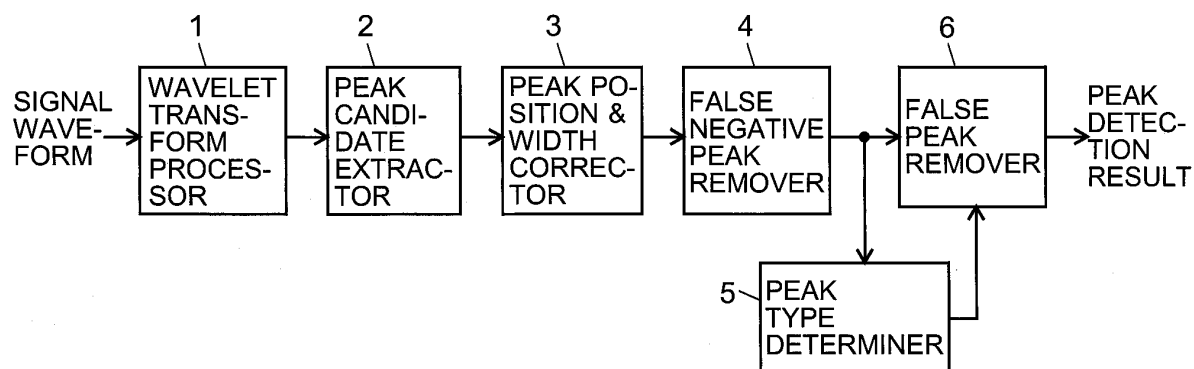 1
2
3
4
6
SIGNAL
WAVE-
FORM
WAVELET
TRANS-
FORM
PROCES-
SOR
PEAK
CANDI-
DATE
EXTRAC-
TOR
PEAK PO-
SITION &
WIDTH
CORREC-
TOR
FALSE
NEGATIVE
PEAK
REMOVER
FALSE
PEAK
REMOVER
PEAK
DETEC-
TION
RESULT
5
PEAK
TYPE
DETERMINER